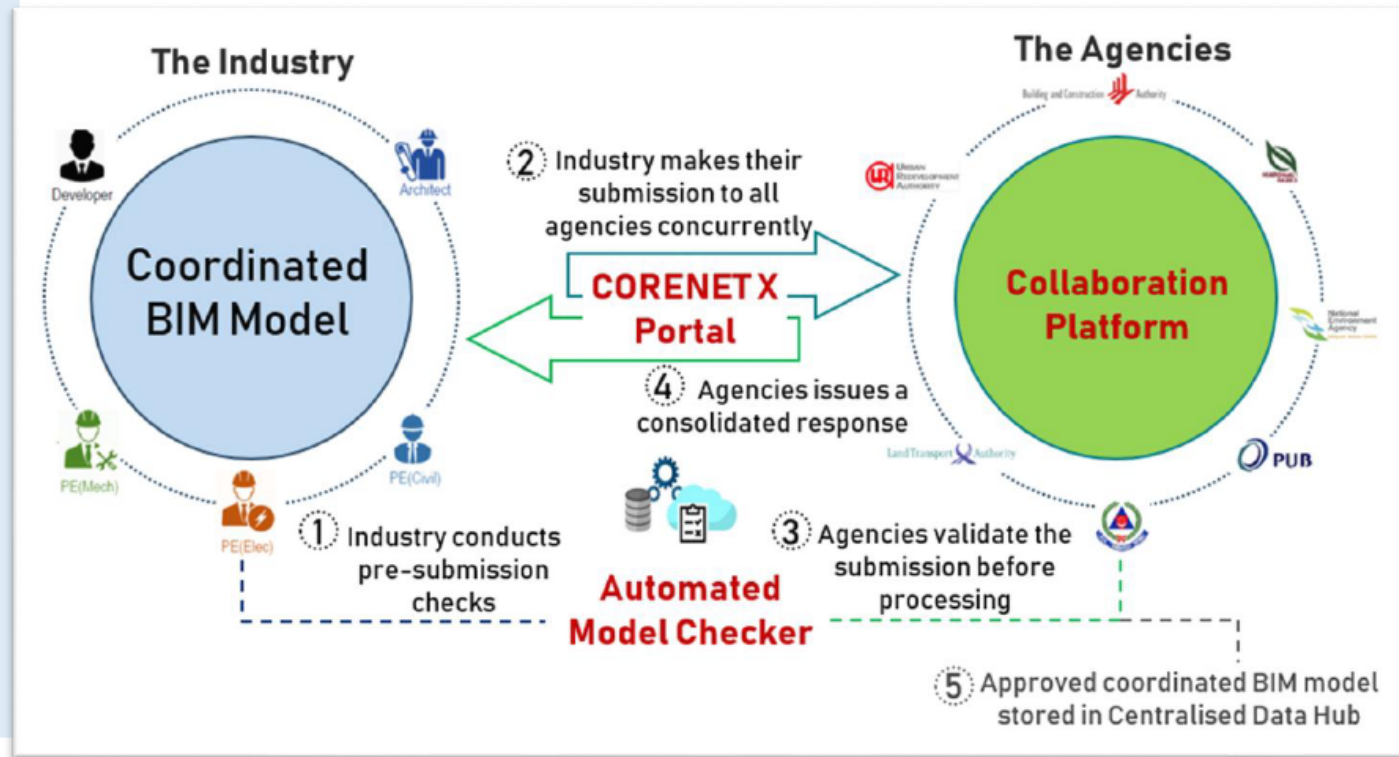 The Industry
The Agencies
Building and Construction Authority
Developer
Architect
Coordinated
BIM Model
PE(Mech)
PE(Elec)
PE(Civil)
2 Industry makes their
submission to all
agencies concurrently
CORENET X
Portal
4 Agencies issues a
consolidated response
URBAN
REDEVELOPMENT
AUTHORITY
Collaboration
Platform
National
Environment
Agency
Land Transport Authority
PUB
1 Industry conducts
pre-submission
checks
Automated
Model Checker
3 Agencies validate the
submission before
processing
5 Approved coordinated BIM model
stored in Centralised Data Hub